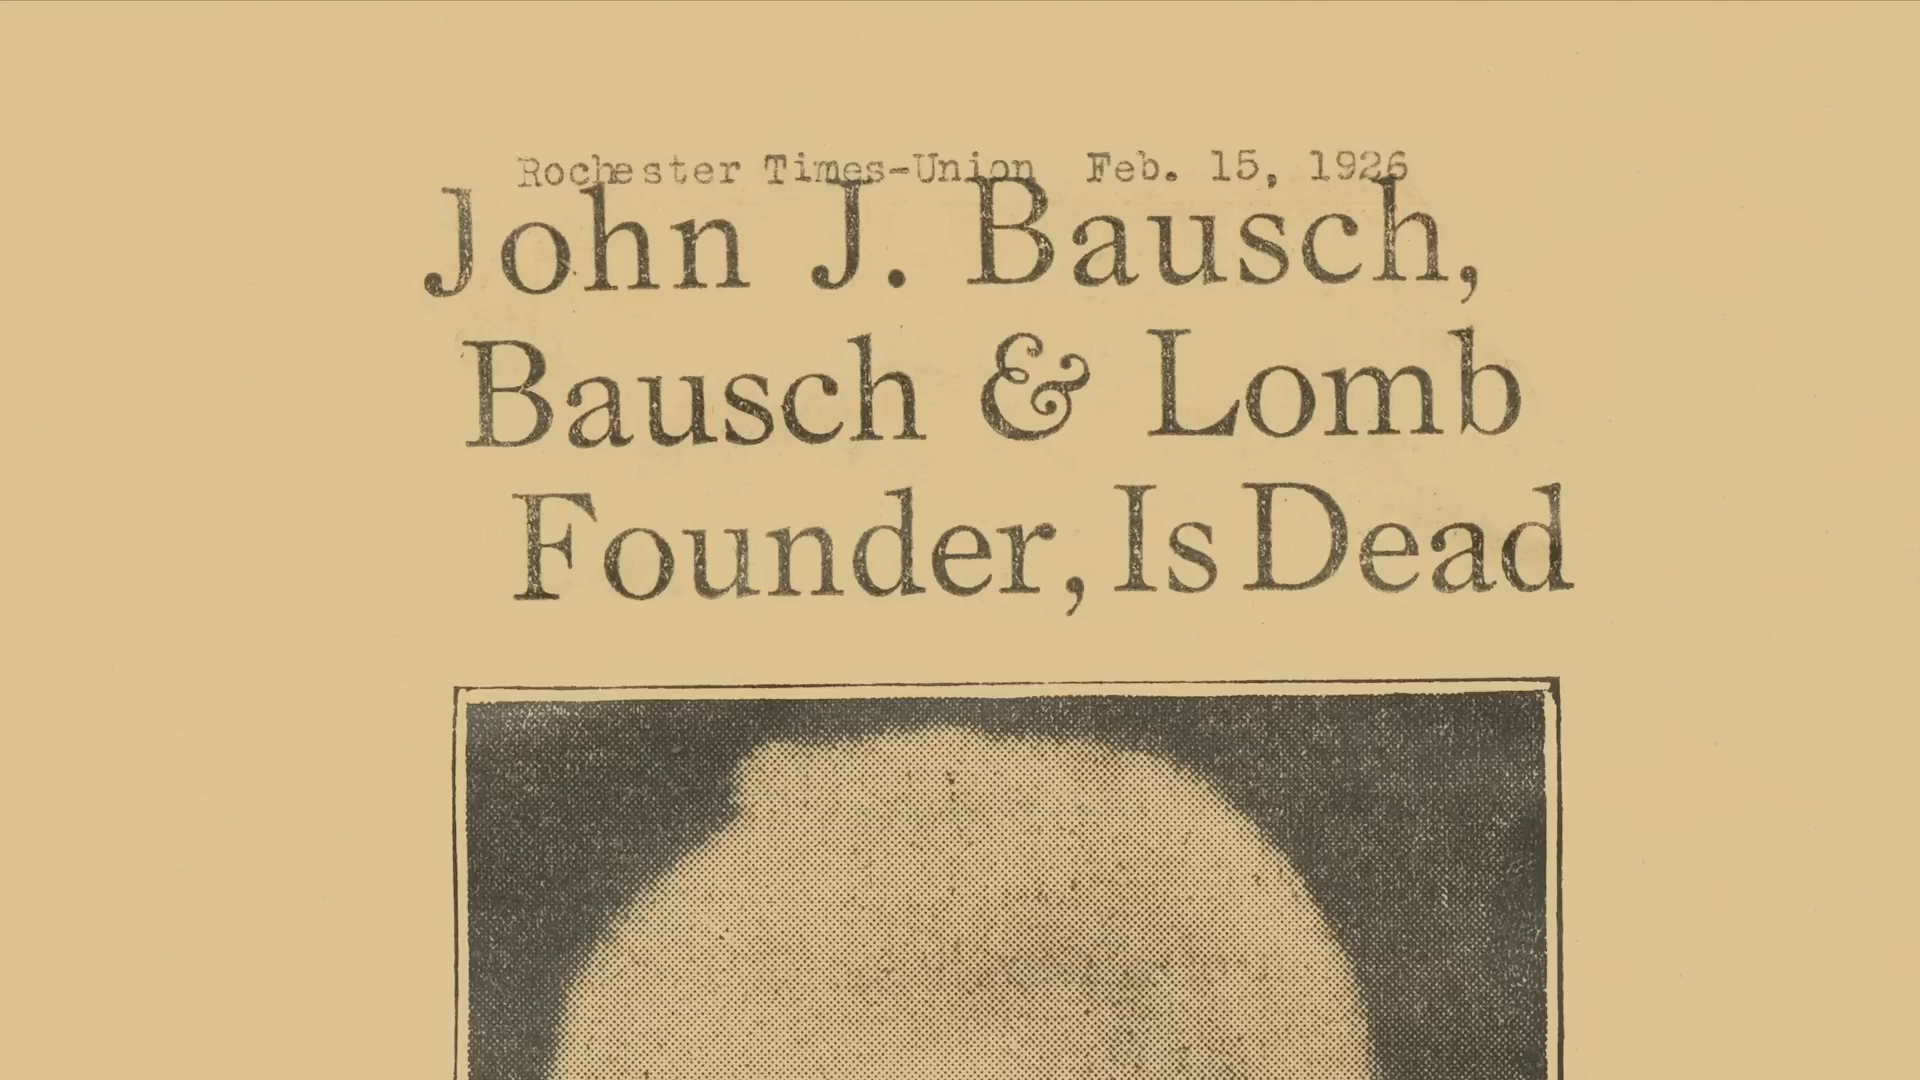 Rochester Times-Union Feb. 15, 1926
John J. Bausch,
Bausch & Lomb
Founder, Is Dead